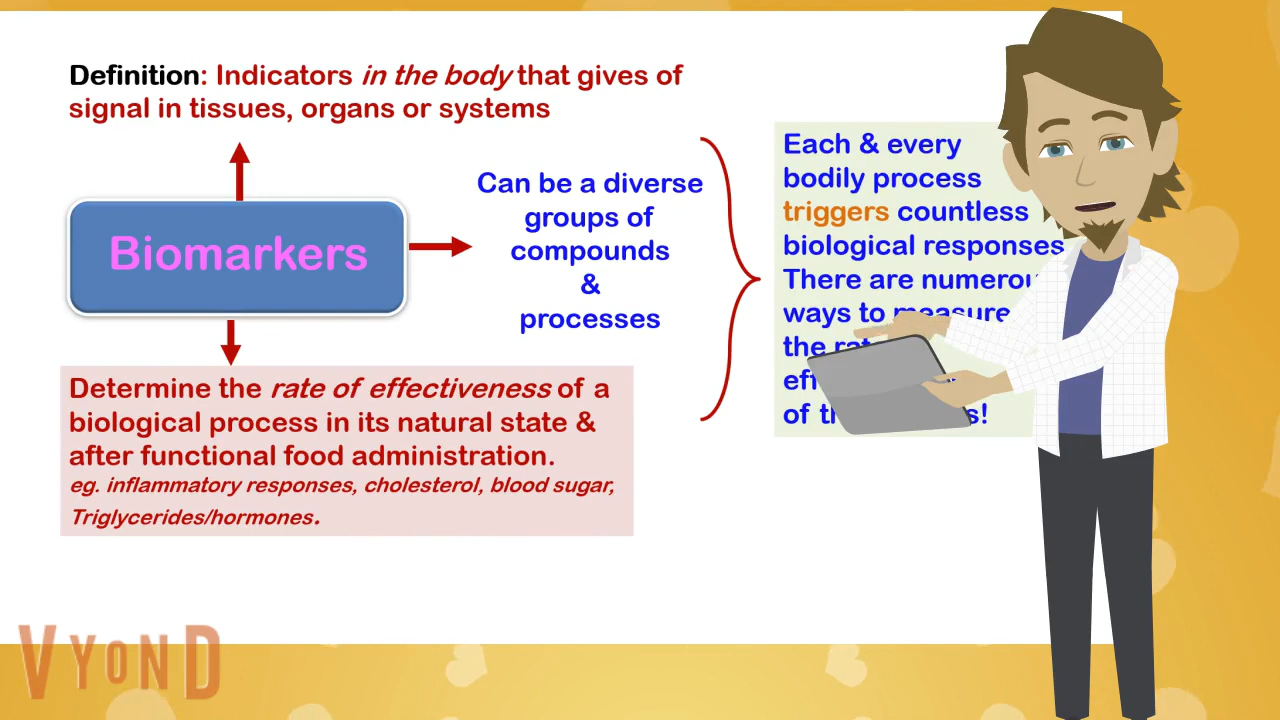 Definition: Indicators in the body that gives of
signal in tissues, organs or systems
Biomarkers
Can be a diverse
groups of
compounds
&
processes
Each & every
bodily process
triggers countless
biological responses
There are
ways to measure
the
of
Determine the rate of effectiveness of a
biological process in its natural state &
after functional food administration.
eg. inflammatory responses, cholesterol, blood sugar,
Triglycerides/hormones.
VYOND